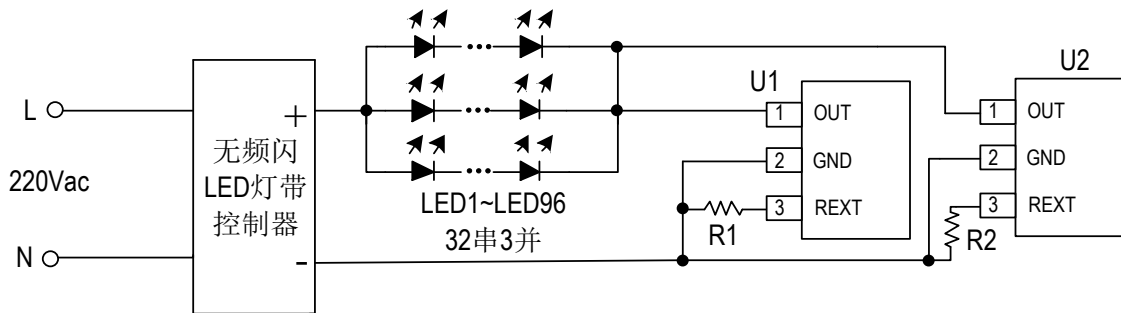 L
220Vac
N
无频闪
LED灯带
控制器
+
-
LED1~LED96
32串3并
U1
1 OUT
2 GND
3 REXT
R1
U2
1 OUT
2 GND
3 REXT
R2